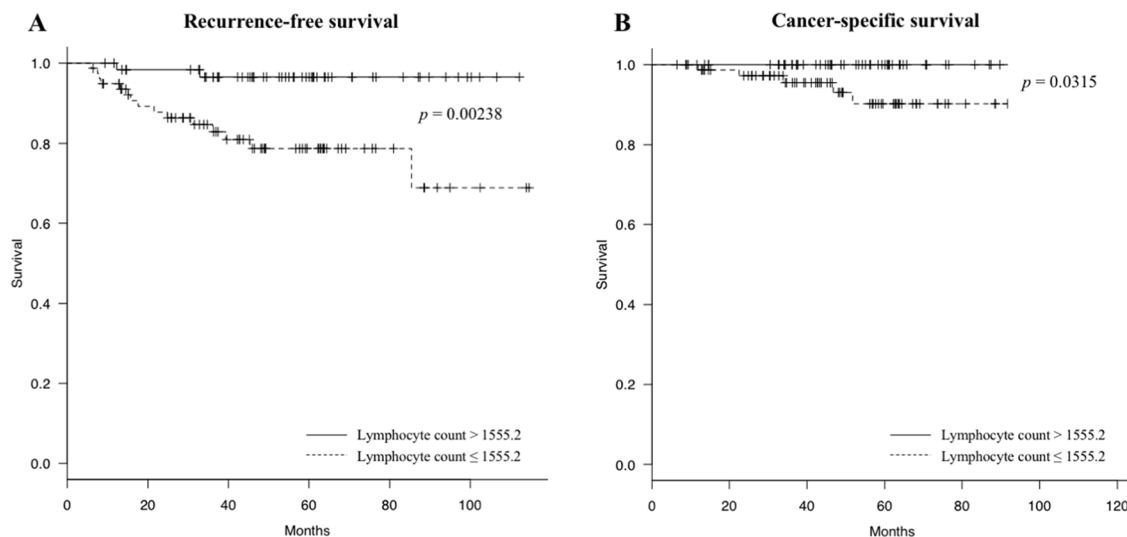 A
Recurrence-free survival
1.0
0.8
0.6
0.4
0.2
0.0
Survival
p = 0.00238
Lymphocyte count > 1555.2
Lymphocyte count ≤ 1555.2
0 20 40 60 80 100
Months
B
Cancer-specific survival
1.0
0.8
0.6
0.4
0.2
0.0
Survival
p = 0.0315
Lymphocyte count > 1555.2
Lymphocyte count ≤ 1555.2
0 20 40 60 80 100 120
Months